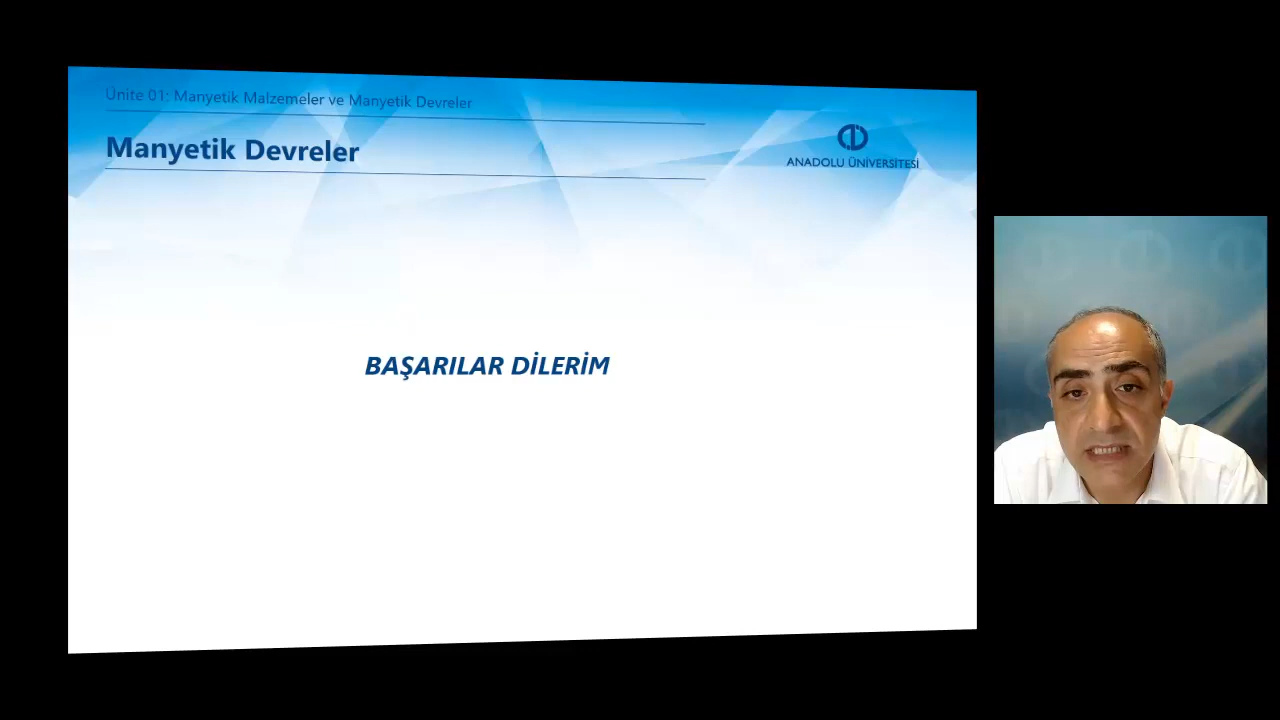 Ünite 01: Manyetik Malzemeler ve Manyetik Devreler
Manyetik Devreler
ANADOLU ÜNİVERSİTESİ
BAŞARILAR DİLERİM